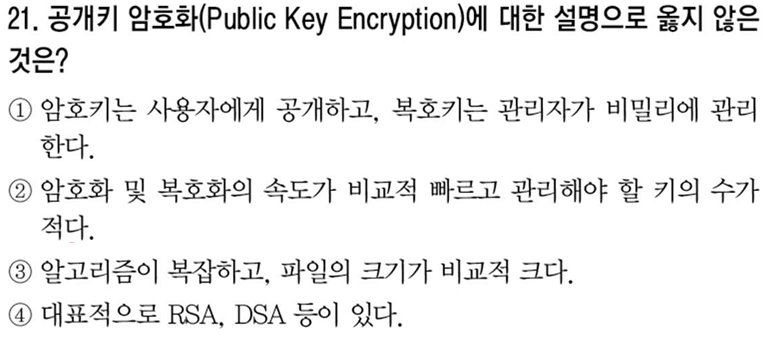 21. 공개키 암호화(Public Key Encryption)에 대한 설명으로 옳지 않은
것은?
① 암호키는 사용자에게 공개하고, 복호키는 관리자가 비밀리에 관리
한다.
② 암호화 및 복호화의 속도가 비교적 빠르고 관리해야 할 키의 수가
적다.
③ 알고리즘이 복잡하고, 파일의 크기가 비교적 크다.
④ 대표적으로 RSA, DSA 등이 있다.